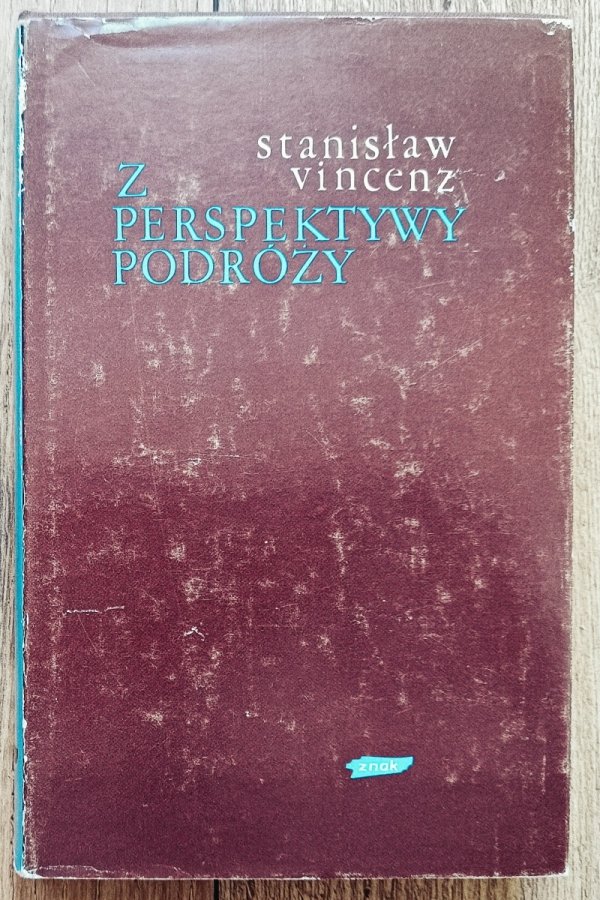 stanisław
vincenz
Z
PERSPEKTYWY
PODRÓŻY
znak